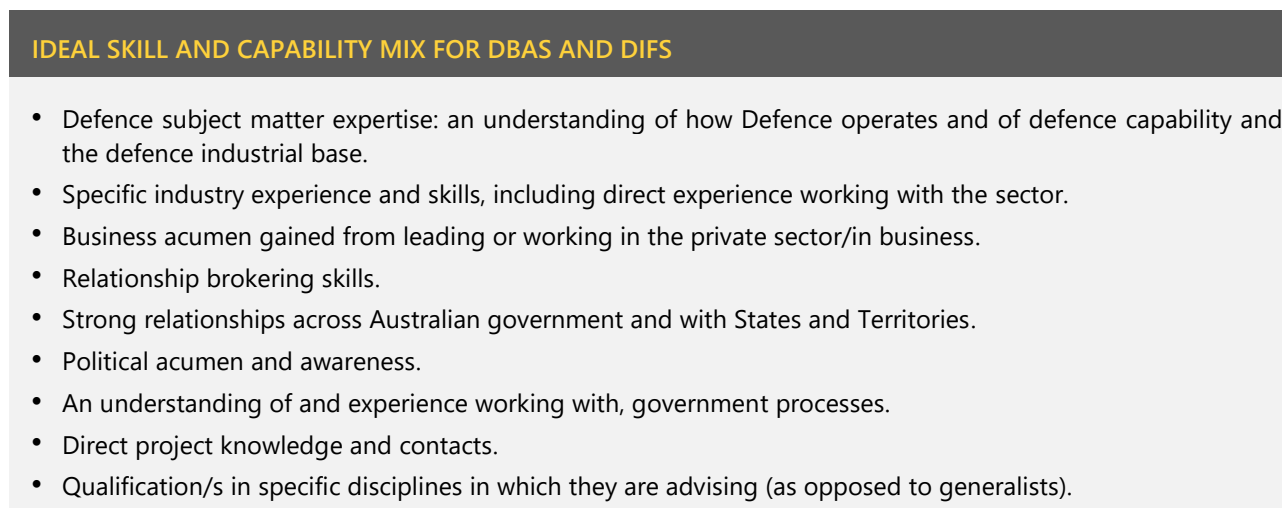 IDEAL SKILL AND CAPABILITY MIX FOR DBAS AND DIFS
• Defence subject matter expertise: an understanding of how Defence operates and of defence capability and
the defence industrial base.
• Specific industry experience and skills, including direct experience working with the sector.
• Business acumen gained from leading or working in the private sector/in business.
• Relationship brokering skills.
• Strong relationships across Australian government and with States and Territories.
• Political acumen and awareness.
• An understanding of and experience working with, government processes.
• Direct project knowledge and contacts.
• Qualification/s in specific disciplines in which they are advising (as opposed to generalists).